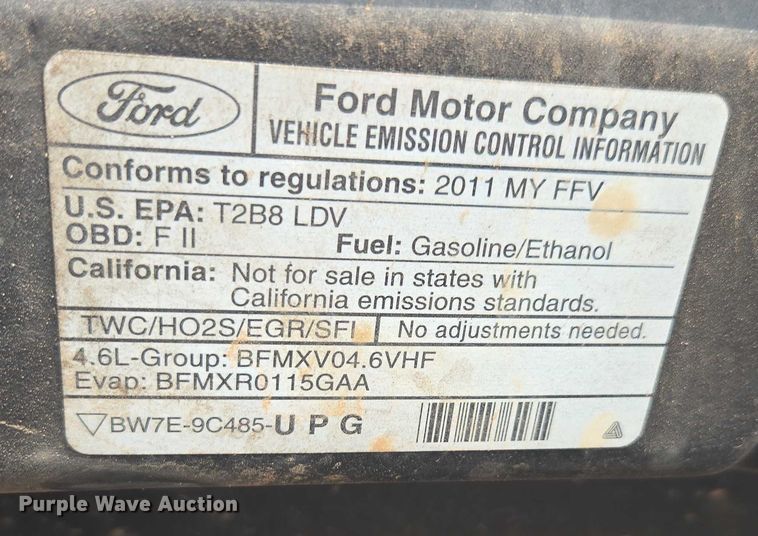 Ford
Ford Motor Company
VEHICLE EMISSION CONTROL INFORMATION
Conforms to regulations: 2011 MY FFV
U.S. EPA: T2B8 LDV
OBD: F II Fuel: Gasoline/Ethanol
California: Not for sale in states with
California emissions standards.
TWC/HO2S/EGR/SFI No adjustments needed.
4.6L-Group: BFMXV04.6VHF
Evap: BFMXR0115GAA
BW7E-9C485-U P G
Purple Wave Auction